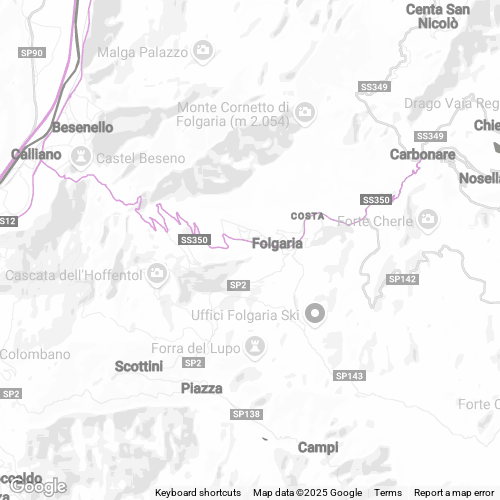 Centa San
Nicolò
SP90
Malga Palazzo
SS349
Drago Vaia Reg
Monte Cornetto di
Folgaria (m 2.054)
Besenello
SS349
Chie
Calliano
Castel Beseno
Carbonare
Nosella
SS350
S12
COSTA
Forte Cherle
SS350
Folgaria
Cascata dell'Hoffentol
SP142
SP2
Uffici Folgaria Ski
Colombano
Forra del Lupo
Scottini
SP2
SP143
Piazza
SP2
Forte C
SP138
Campi
occaldo
Google
za
Keyboard shortcuts
Map data ©2025 Google
Terms
Report a map error